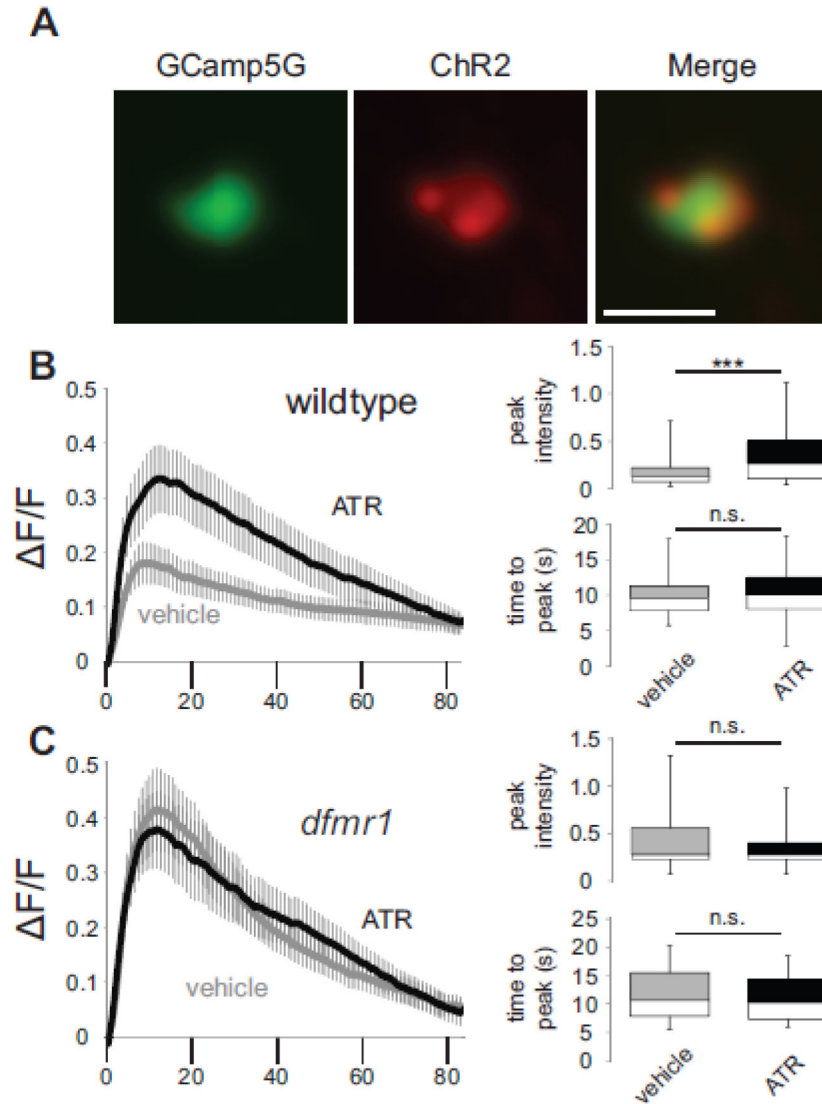 A
GCamp5G ChR2 Merge
B
wildtype
ΔF/F
0.5
0.4
0.3
0.2
0.1
0
ATR
vehicle
0 20 40 60 80
peak
intensity
1.5
1.0
0.5
0
***
time to
peak (s)
20
15
10
5
0
n.s.
vehicle ATR
C
dfmr1
ΔF/F
0.5
0.4
0.3
0.2
0.1
0
ATR
vehicle
0 20 40 60 80
peak
intensity
1.5
1.0
0.5
0
n.s.
time to
peak (s)
25
20
15
10
5
0
n.s.
vehicle ATR